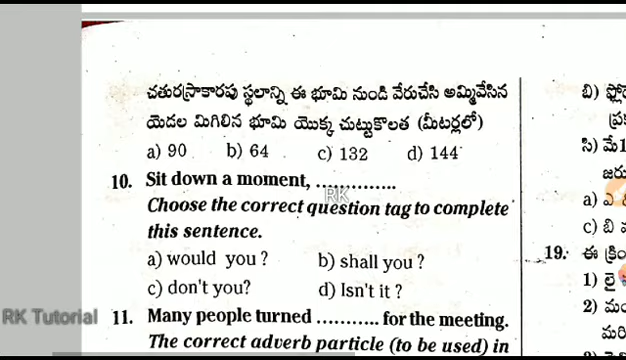 చతురస్రాకారపు స్థలాన్ని ఈ భూమి నుండి వేరుచేసి అమ్మివేసిన
యెడల మిగిలిన భూమి యొక్క చుట్టుకొలత (మీటర్లలో)
a) 90 b) 64 c) 132 d) 144
10. Sit down a moment, ..............
RK
Choose the correct question tag to complete
this sentence.
a) would you ? b) shall you ?
c) don't you? d) Isn't it ?
RK Tutorial
11. Many people turned ........... for the meeting.
The correct adverb particle (to be used) in
బి)
సి) మే1
a) ఎ
c) బి
19. ఈ
1) లై
2)